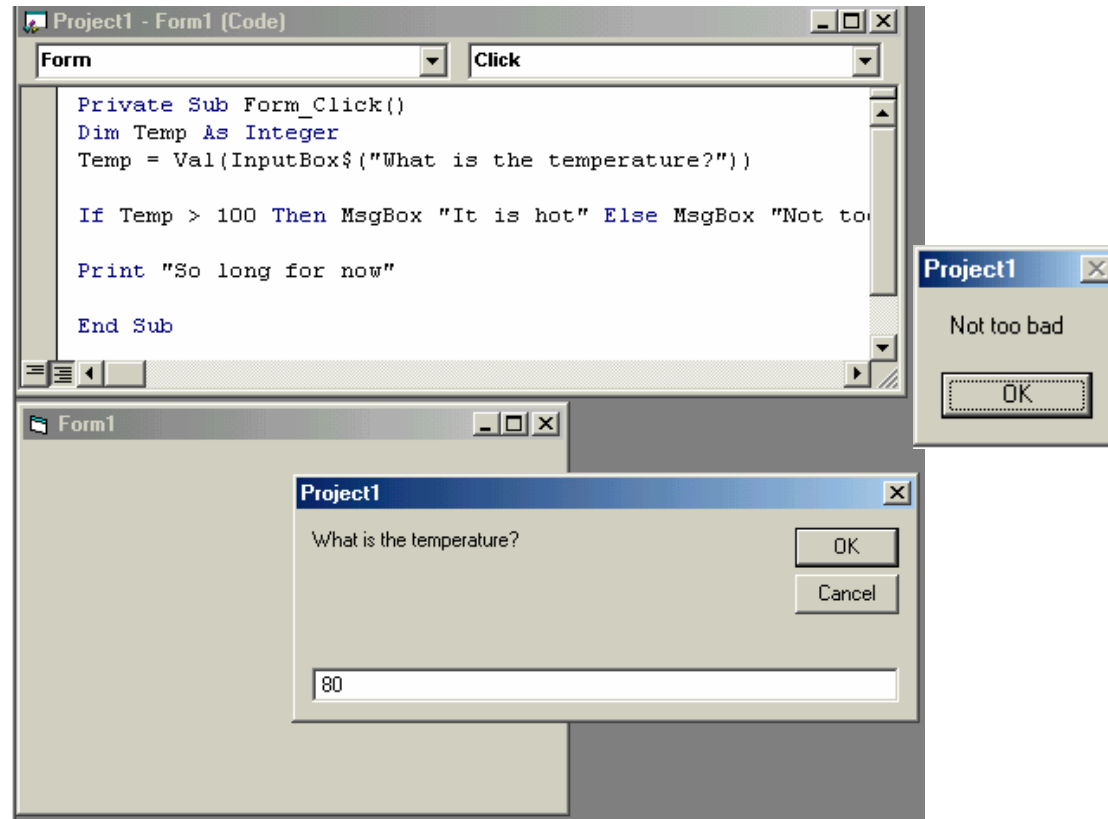 Project1 - Form1 (Code)
Form Click
Private Sub Form_Click()
Dim Temp As Integer
Temp = Val(InputBox$("What is the temperature?"))
If Temp > 100 Then MsgBox "It is hot" Else MsgBox "Not
Print "So long for now"
End Sub
Project1
Not too bad
OK
Form1
Project1
What is the temperature?
OK
Cancel
80